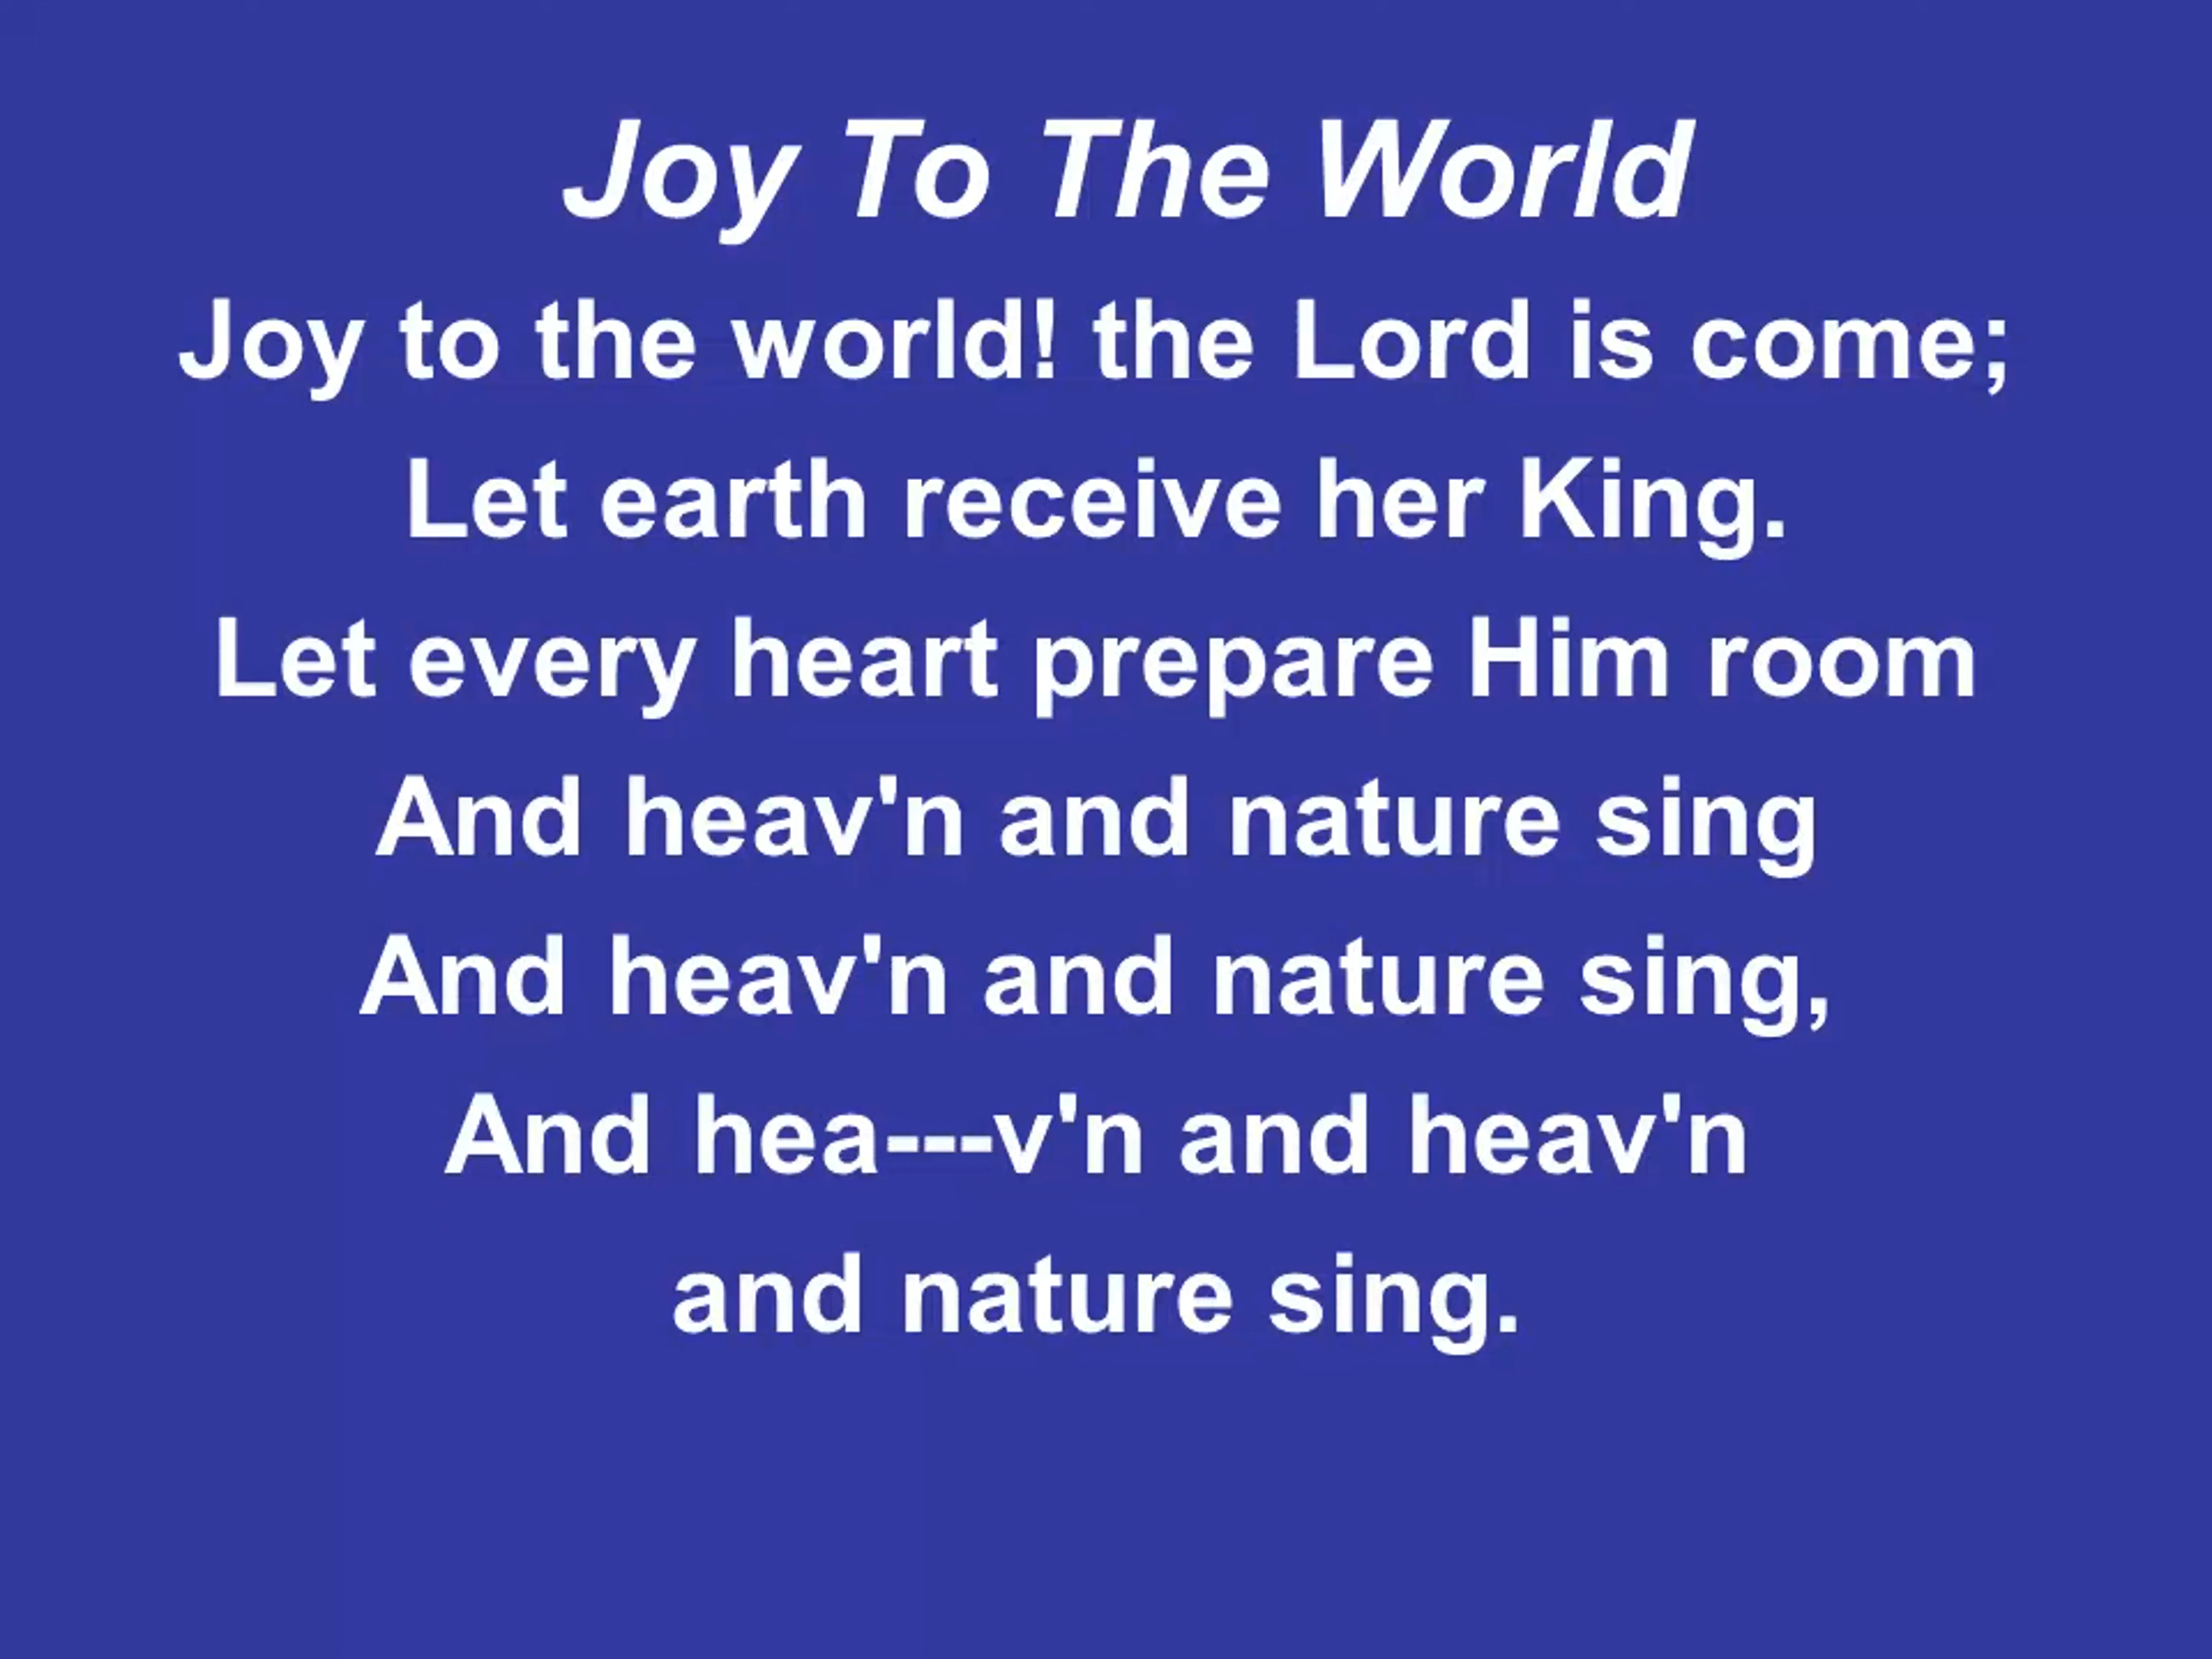 Joy To The World
Joy to the world! the Lord is come;
Let earth receive her King.
Let every heart prepare Him room
And heav'n and nature sing
And heav'n and nature sing,
And hea---v'n and heav'n
and nature sing.